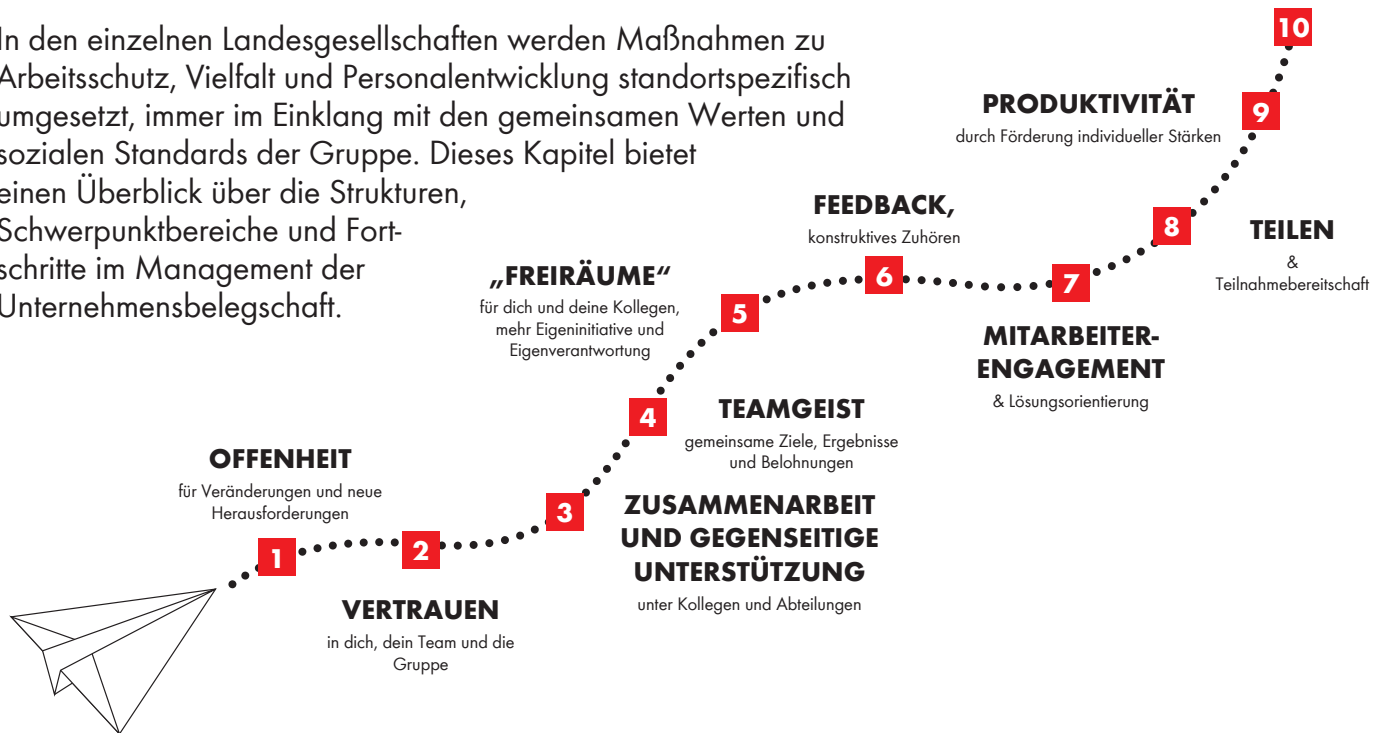 In den einzelnen Landesgesellschaften werden Maßnahmen zu
Arbeitsschutz, Vielfalt und Personalentwicklung standortspezifisch
umgesetzt, immer im Einklang mit den gemeinsamen Werten und
sozialen Standards der Gruppe. Dieses Kapitel bietet
einen Überblick über die Strukturen,
Schwerpunktbereiche und Fort-
schritte im Management der
Unternehmensbelegschaft.
1
OFFENHEIT
für Veränderungen und neue
Herausforderungen
2
VERTRAUEN
in dich, dein Team und die
Gruppe
3
ZUSAMMENARBEIT
UND GEGENSEITIGE
UNTERSTÜTZUNG
unter Kollegen und Abteilungen
4
TEAMGEIST
gemeinsame Ziele, Ergebnisse
und Belohnungen
5
„FREIRÄUME“
für dich und deine Kollegen,
mehr Eigeninitiative und
Eigenverantwortung
6
FEEDBACK,
konstruktives Zuhören
7
MITARBEITER-
ENGAGEMENT
& Lösungsorientierung
8
TEILEN
&
Teilnahmebereitschaft
9
PRODUKTIVITÄT
durch Förderung individueller Stärken
10